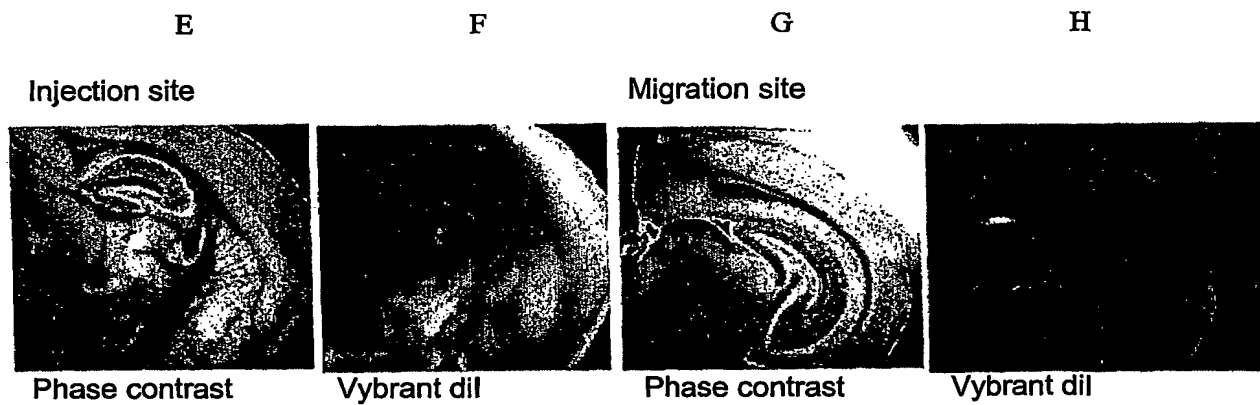 E F G H
Injection site Migration site
Phase contrast Vybrant dil Phase contrast Vybrant dil